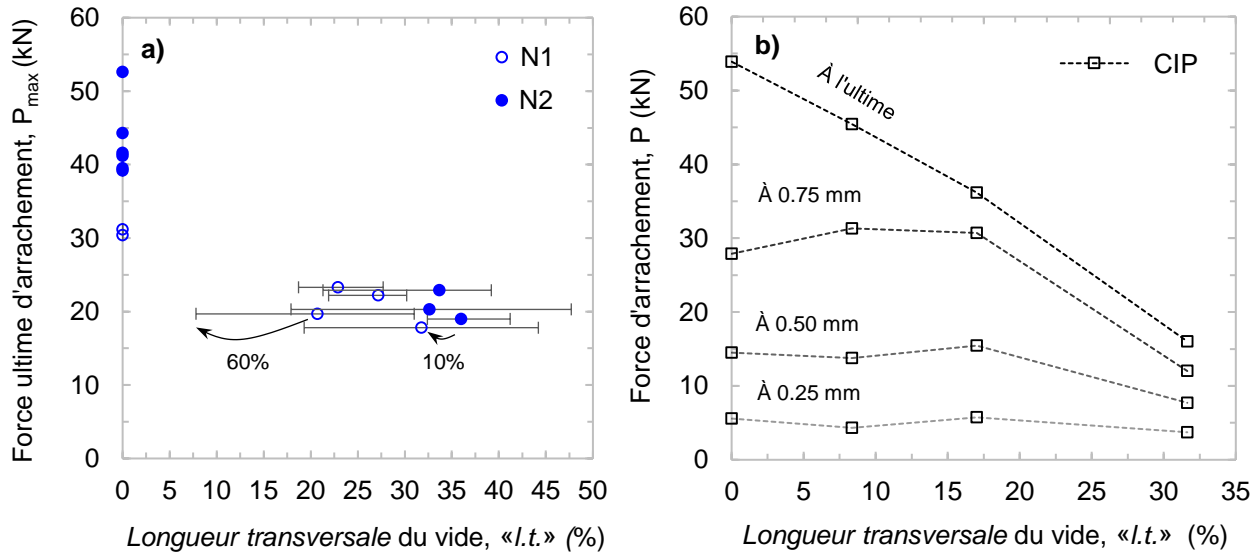 a)
N1
N2
60%
10%
Force ultime d'arrachement, Pmax (kN)
60
50
40
30
20
10
0
0 5 10 15 20 25 30 35 40 45 50
Longueur transversale du vide, «l.t.» (%)
b)
CIP
À l'ultime
À 0.75 mm
À 0.50 mm
À 0.25 mm
Force d'arrachement, P (kN)
60
50
40
30
20
10
0
0 5 10 15 20 25 30 35
Longueur transversale du vide, «l.t.» (%)